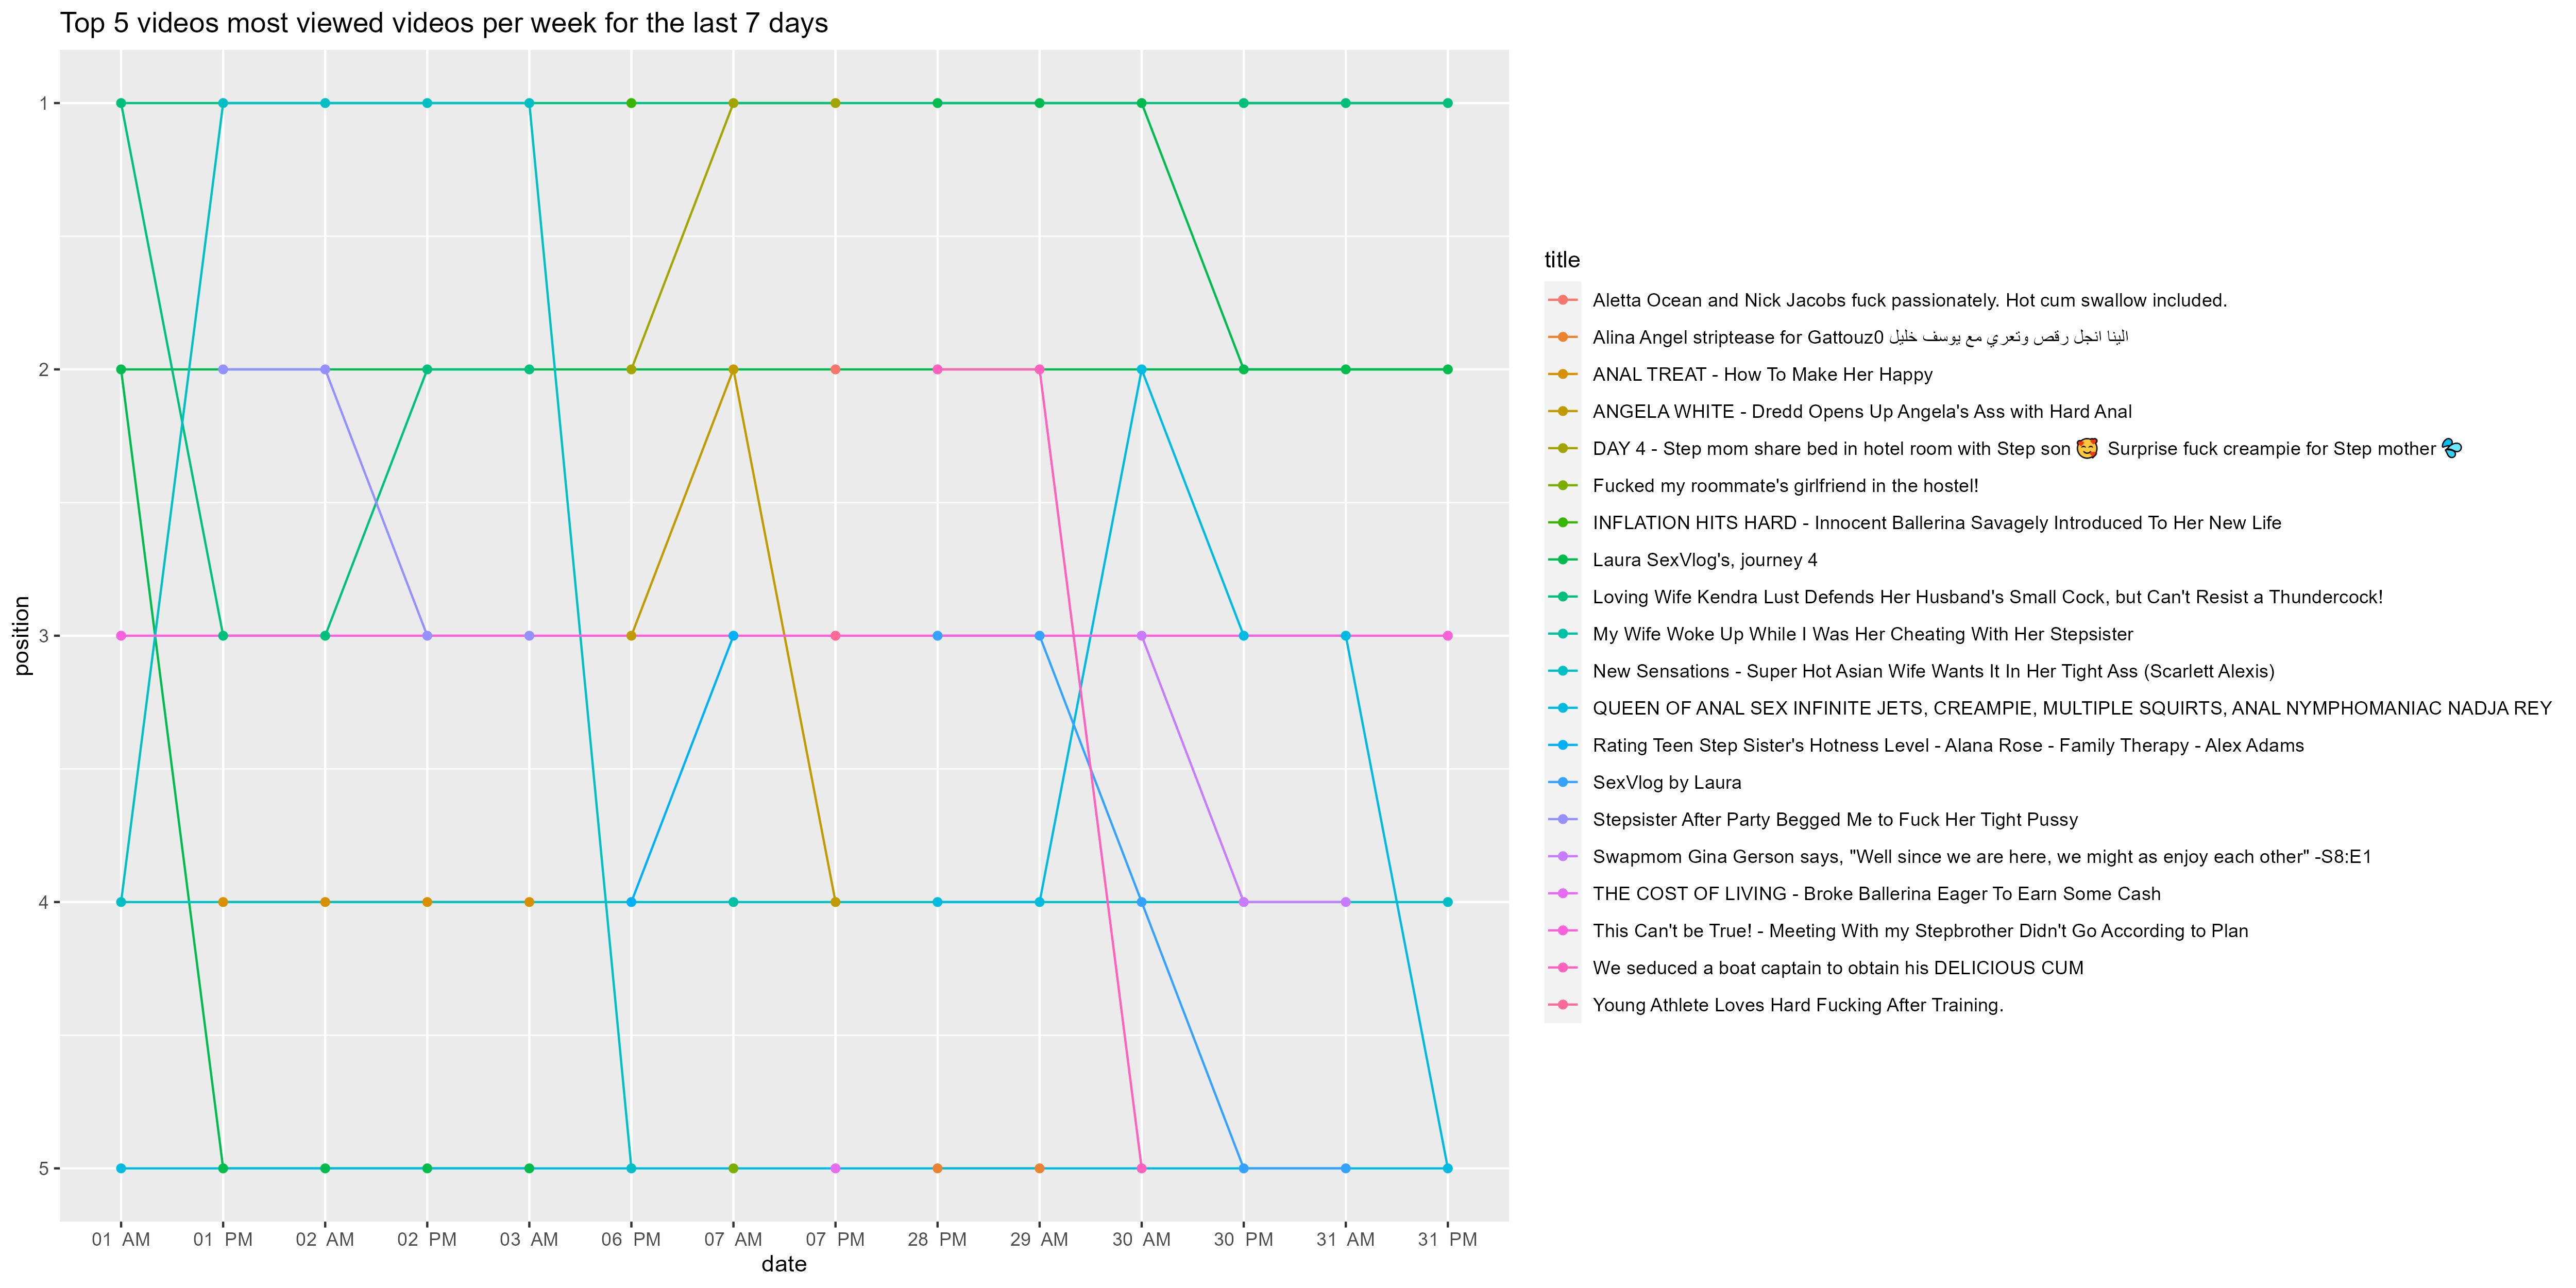 Top 5 videos most viewed videos per week for the last 7 days
position
1
2
3
4
5
01 AM 01 PM 02 AM 02 PM 03 AM 06 PM 07 AM 07 PM 28 PM 29 AM 30 AM 30 PM 31 AM 31 PM
date
title
Aletta Ocean and Nick Jacobs fuck passionately. Hot cum swallow included.
Alina Angel striptease for Gattouz0 الينا انجل رقص وتعري مع يوسف خليل
ANAL TREAT - How To Make Her Happy
ANGELA WHITE - Dredd Opens Up Angela's Ass with Hard Anal
DAY 4 - Step mom share bed in hotel room with Step son 🥰 Surprise fuck creampie for Step mother 💦
Fucked my roommate's girlfriend in the hostel!
INFLATION HITS HARD - Innocent Ballerina Savagely Introduced To Her New Life
Laura SexVlog's, journey 4
Loving Wife Kendra Lust Defends Her Husband's Small Cock, but Can't Resist a Thundercock!
My Wife Woke Up While I Was Her Cheating With Her Stepsister
New Sensations - Super Hot Asian Wife Wants It In Her Tight Ass (Scarlett Alexis)
QUEEN OF ANAL SEX INFINITE JETS, CREAMPIE, MULTIPLE SQUIRTS, ANAL NYMPHOMANIAC NADJA REY
Rating Teen Step Sister's Hotness Level - Alana Rose - Family Therapy - Alex Adams
SexVlog by Laura
Stepsister After Party Begged Me to Fuck Her Tight Pussy
Swapmom Gina Gerson says, "Well since we are here, we might as enjoy each other" -S8:E1
THE COST OF LIVING - Broke Ballerina Eager To Earn Some Cash
This Can't be True! - Meeting With my Stepbrother Didn't Go According to Plan
We seduced a boat captain to obtain his DELICIOUS CUM
Young Athlete Loves Hard Fucking After Training.